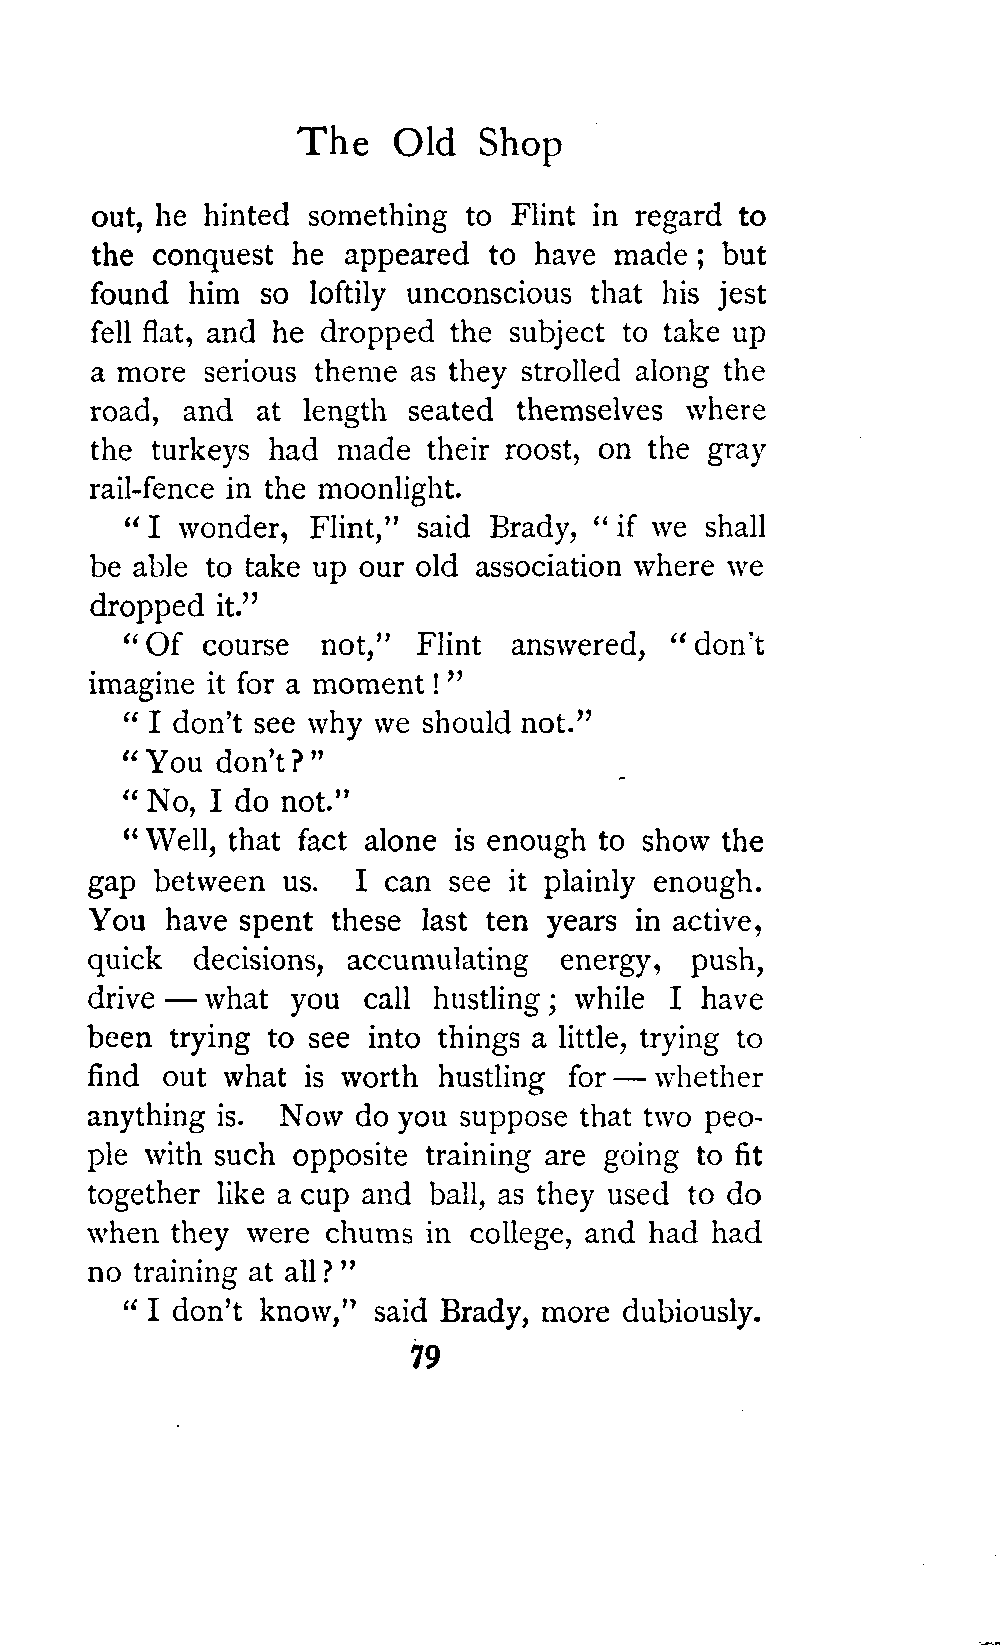 The Old Shop
out, he hinted something to Flint in regard to
the conquest he appeared to have made; but
found him so loftily unconscious that his jest
fell flat, and he dropped the subject to take up
a more serious theme as they strolled along the
road, and at length seated themselves where
the turkeys had made their roost, on the gray
rail-fence in the moonlight.
"I wonder, Flint," said Brady, "if we shall
be able to take up our old association where we
dropped it."
"Of course not," Flint answered, "don't
imagine it for a moment!"
"I don't see why we should not."
"You don't?"
"No, I do not."
"Well, that fact alone is enough to show the
gap between us. I can see it plainly enough.
You have spent these last ten years in active,
quick decisions, accumulating energy, push,
drive — what you call hustling; while I have
been trying to see into things a little, trying to
find out what is worth hustling for — whether
anything is. Now do you suppose that two peo-
ple with such opposite training are going to fit
together like a cup and ball, as they used to do
when they were chums in college, and had had
no training at all?"
"I don't know," said Brady, more dubiously.
79